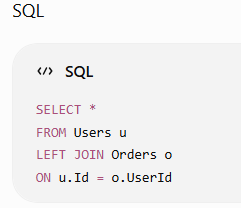 SQL
</> SQL
SELECT *
FROM Users u
LEFT JOIN Orders o
ON u.Id = o.UserId